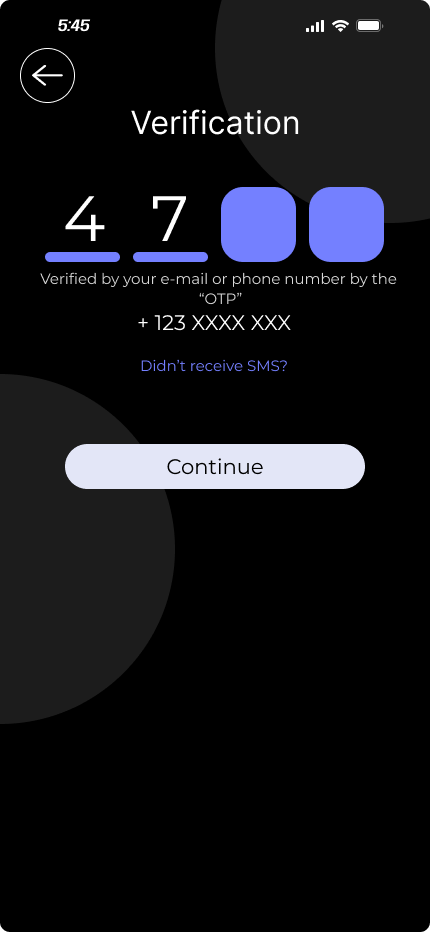 5:45
Verification
4 7
Verified by your e-mail or phone number by the
“OTP”
+ 123 XXXX XXX
Didn’t receive SMS?
Continue